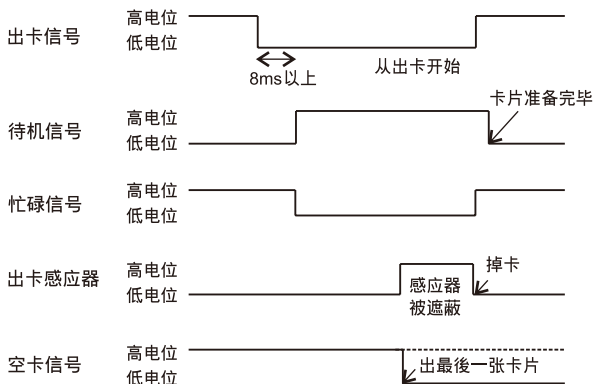 高电位
出卡信号
低电位
8ms以上
从出卡开始
卡片准备完毕
高电位
待机信号
低电位
高电位
忙碌信号
低电位
掉卡
高电位
出卡感应器
低电位
感应器
被遮蔽
高电位
空卡信号
低电位
出最後一张卡片